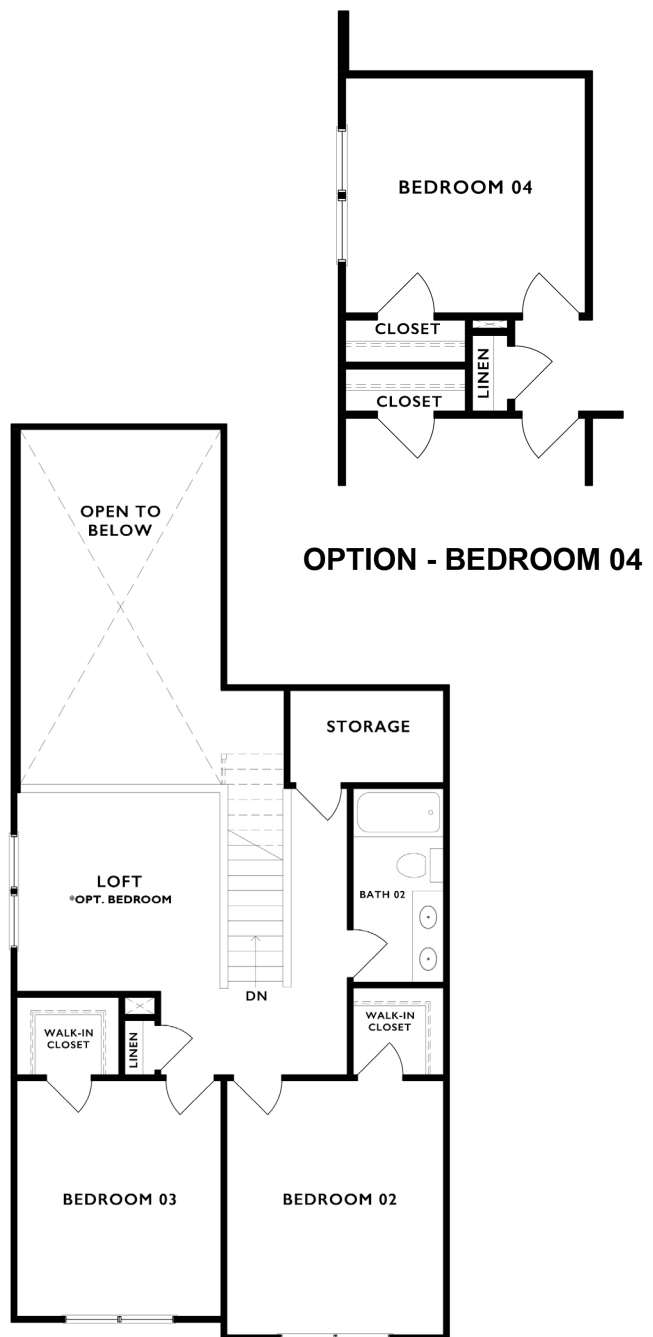 BEDROOM 04
CLOSET
LINEN
CLOSET
OPTION - BEDROOM 04
OPEN TO
BELOW
STORAGE
LOFT
*OPT. BEDROOM
BATH 02
DN
WALK-IN
CLOSET
LINEN
WALK-IN
CLOSET
BEDROOM 03
BEDROOM 02